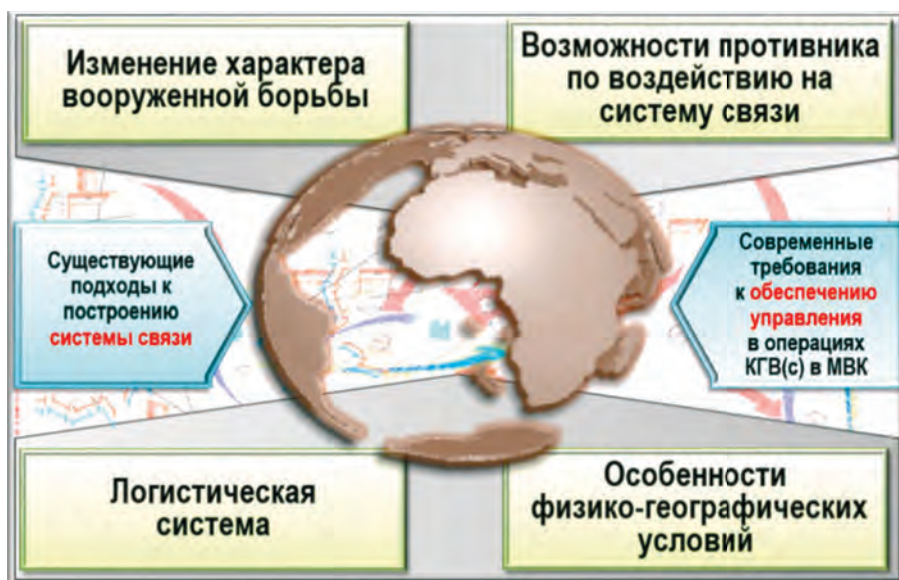 Изменение характера
вооруженной борьбы
Возможности противника
по воздействию на
систему связи
Существующие
подходы к
построению
системы связи
Современные
требования
к обеспечению
управления
в операциях
КГВ(с) в МВК
Логистическая
система
Особенности
физико-географических
условий